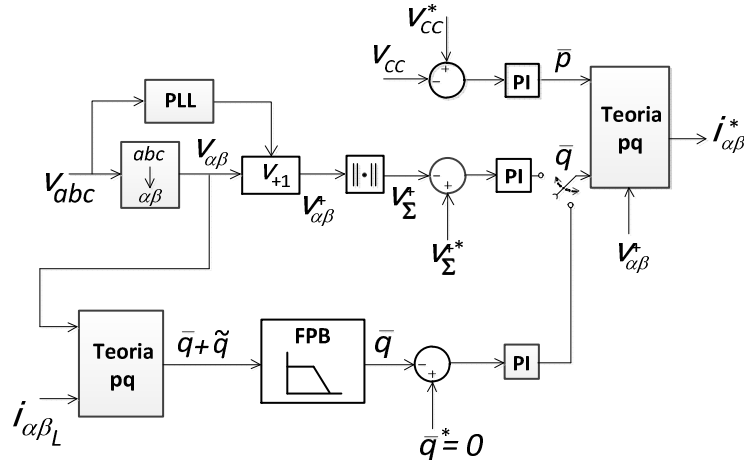 v*cc
vcc
+
−
PI
p̄
Teoria
pq
i*αβ
PLL
vabc
abc
↓
αβ
vαβ
V+1
v+αβ
‖•‖
v+Σ
−
+
v+*Σ
PI
q̄
v+αβ
Teoria
pq
iαβL
q̄+q̃
FPB
q̄
−
+
q̄*= 0
PI